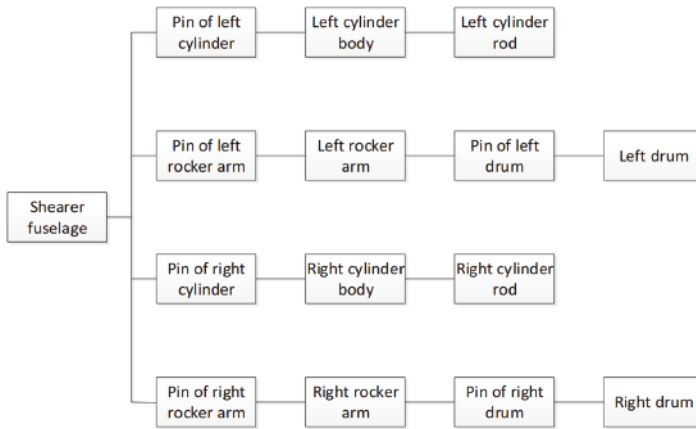 Pin of left
cylinder
Left cylinder
body
Left cylinder
rod
Pin of left
rocker arm
Left rocker
arm
Pin of left
drum
Left drum
Shearer
fuselage
Pin of right
cylinder
Right cylinder
body
Right cylinder
rod
Pin of right
rocker arm
Right rocker
arm
Pin of right
drum
Right drum